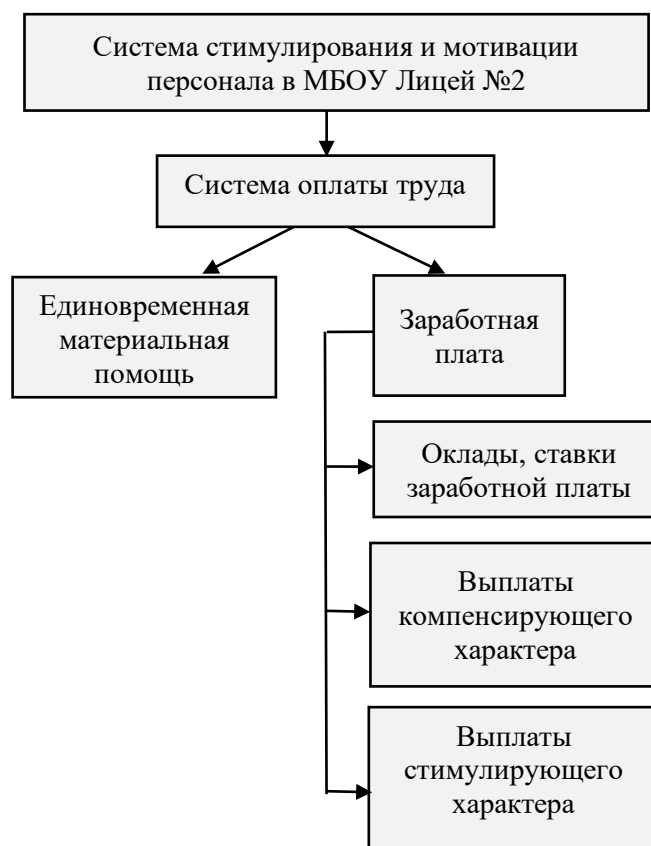 Система стимулирования и мотивации
персонала в МБОУ Лицей №2
Система оплаты труда
Единовременная
материальная
помощь
Заработная
плата
Оклады, ставки
заработной платы
Выплаты
компенсирующего
характера
Выплаты
стимулирующего
характера